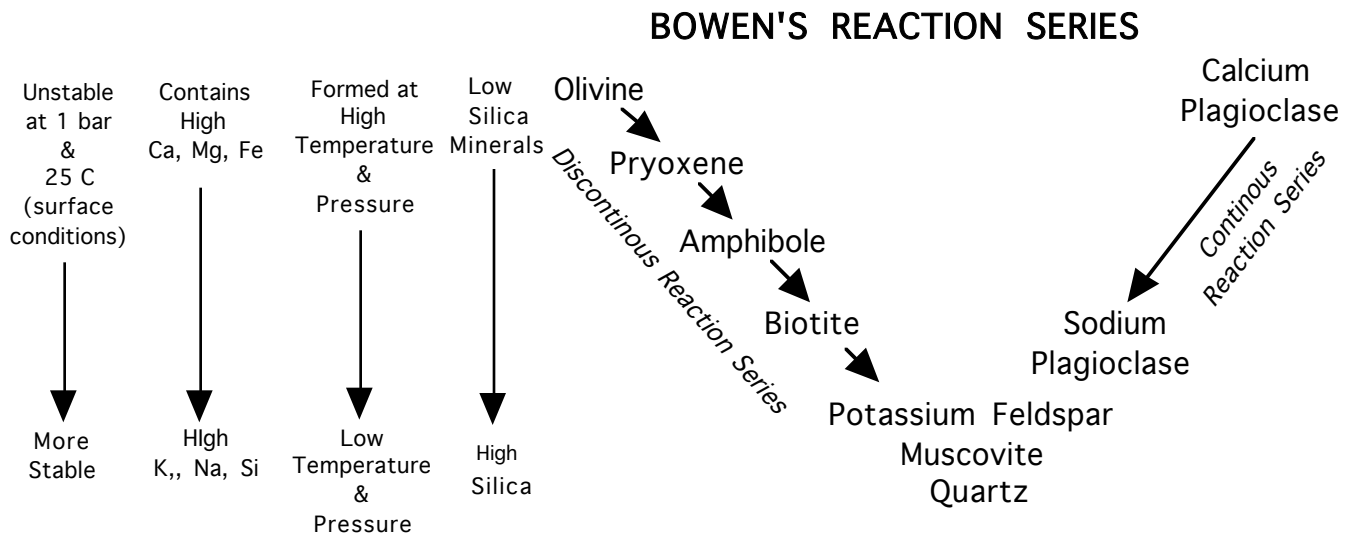 BOWEN'S REACTION SERIES
Unstable
at 1 bar
&
25 C
(surface
conditions)
More
Stable
Contains
High
Ca, Mg, Fe
HIgh
K,, Na, Si
Formed at
High
Temperature
&
Pressure
Low
Temperature
&
Pressure
Low
Silica
Minerals
High
Silica
Olivine
Pryoxene
Amphibole
Biotite
Discontinous Reaction Series
Calcium
Plagioclase
Continous
Reaction Series
Sodium
Plagioclase
Potassium Feldspar
Muscovite
Quartz